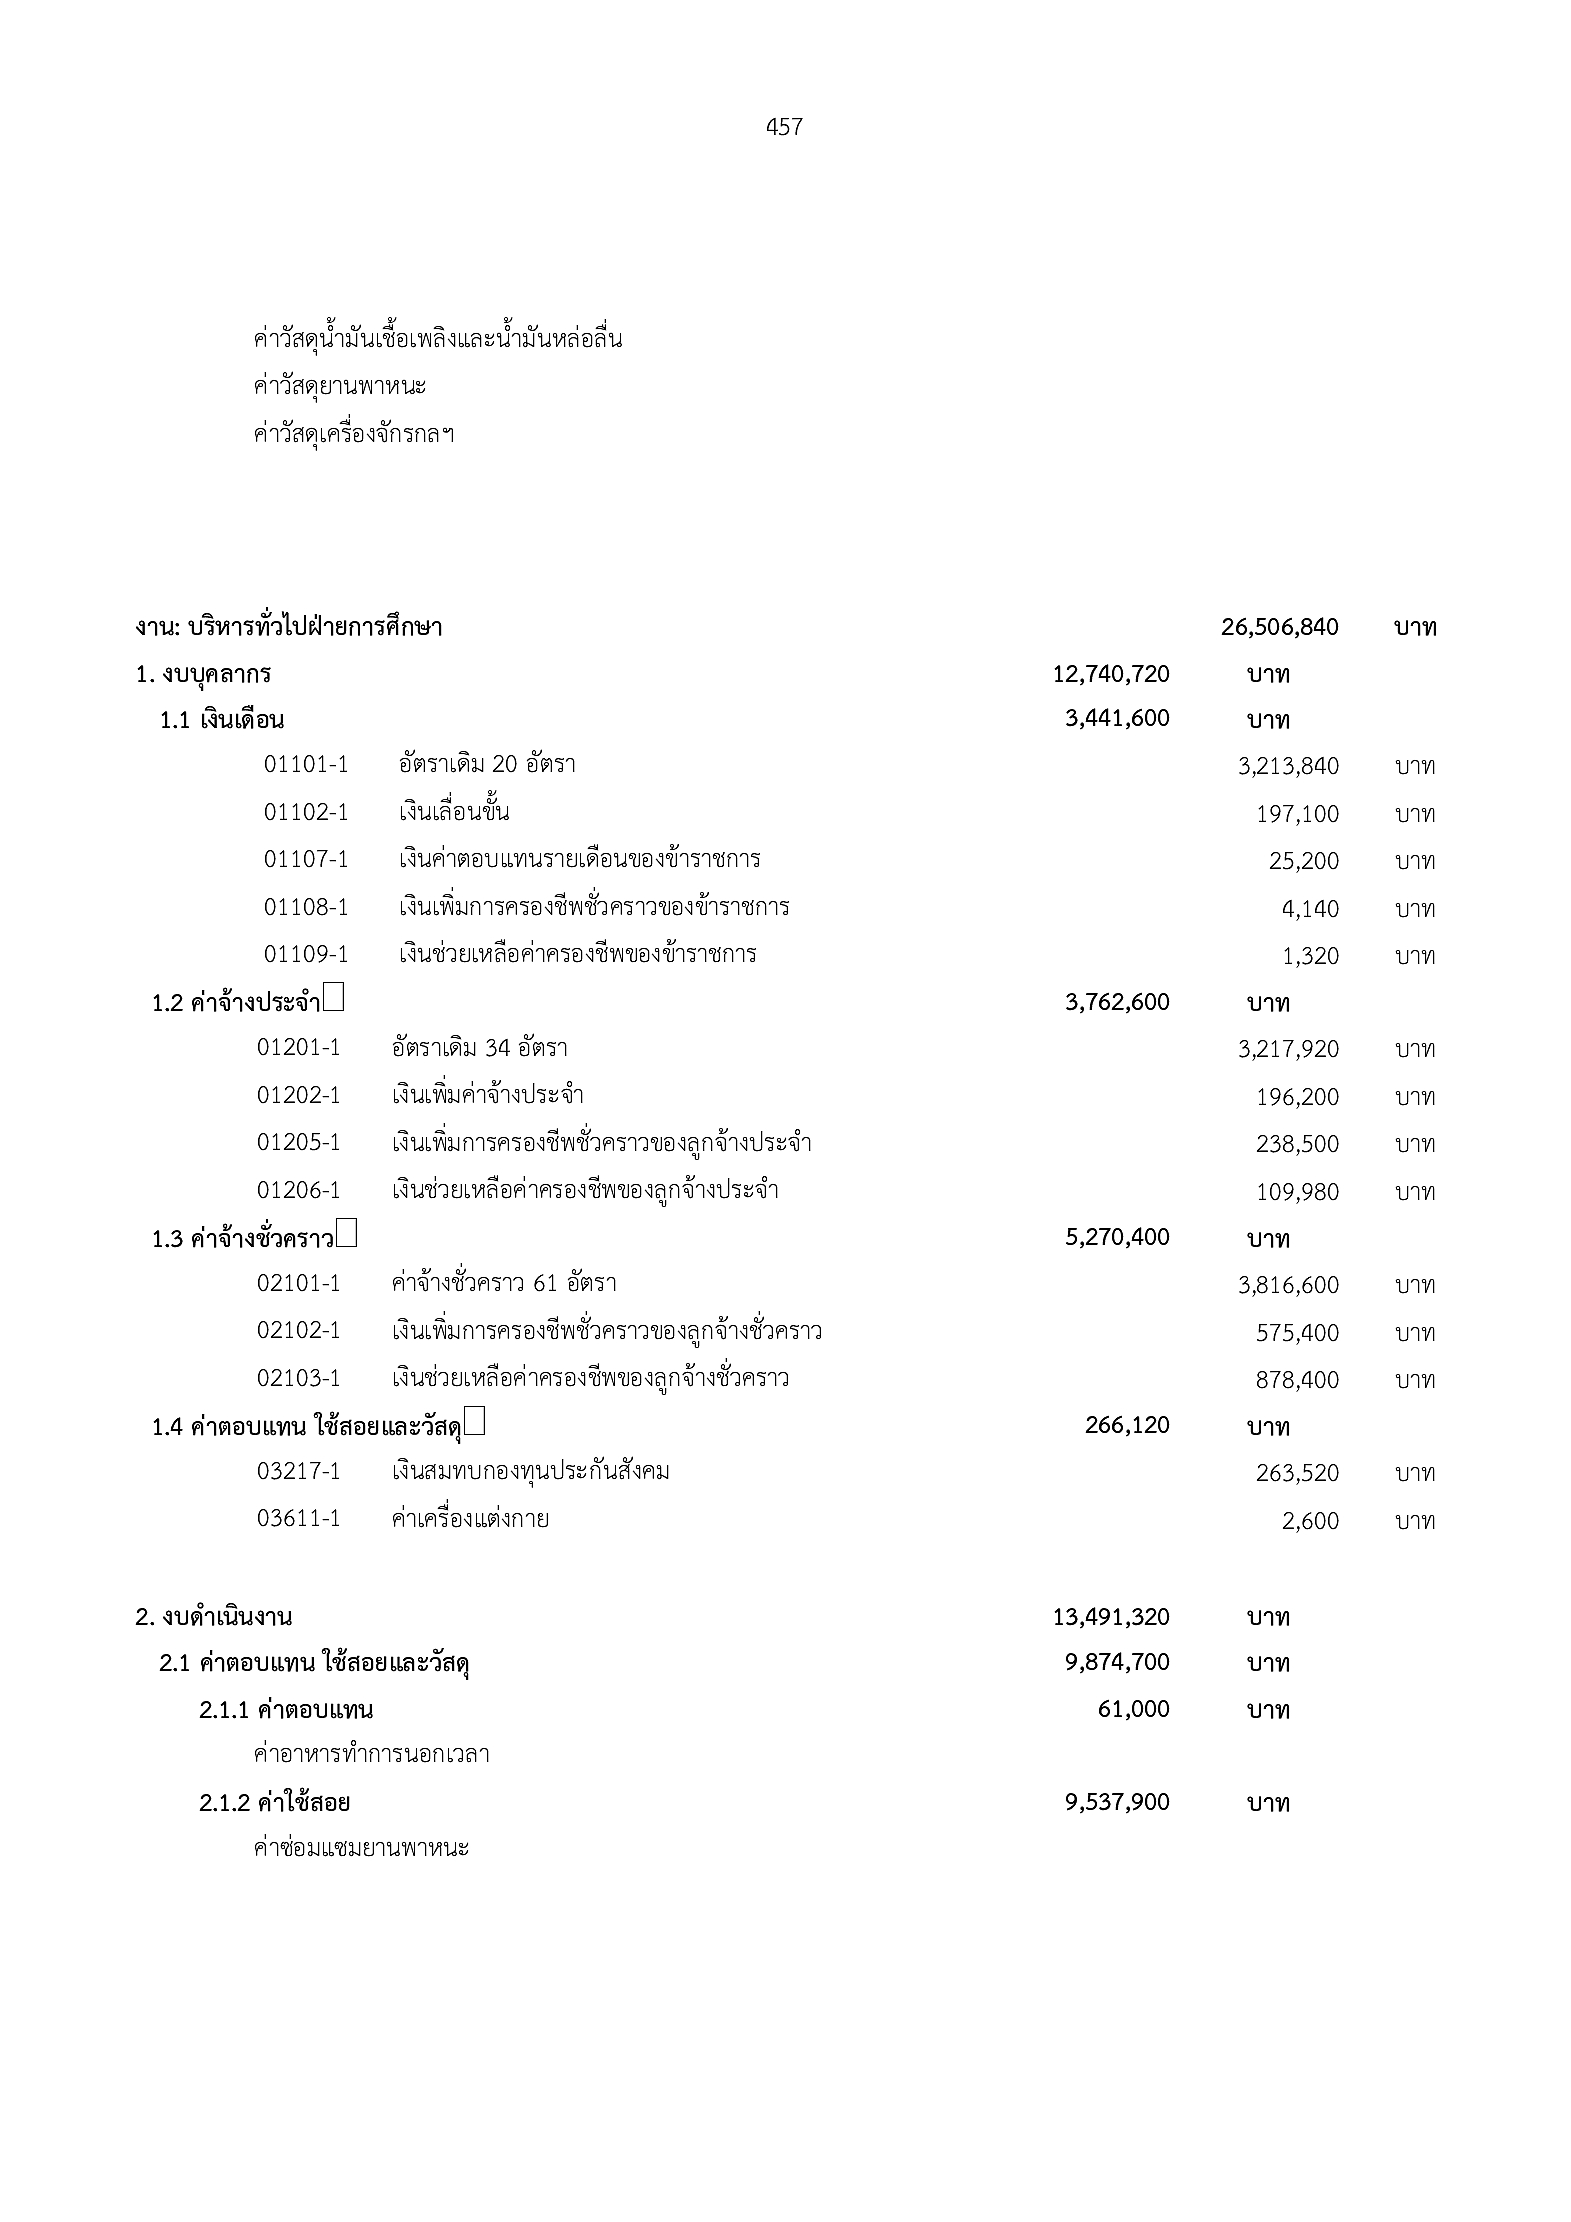 457
ค่าวัสดุน้ำมันเชื้อเพลิงและน้ำมันหล่อลื่น
ค่าวัสดุยานพาหนะ
ค่าวัสดุเครื่องจักรกลฯ
งาน: บริหารทั่วไปฝ่ายการศึกษา 26,506,840 บาท
1. งบบุคลากร 12,740,720 บาท
1.1 เงินเดือน 3,441,600 บาท
01101-1 อัตราเดิม 20 อัตรา 3,213,840 บาท
01102-1 เงินเลื่อนขั้น 197,100 บาท
01107-1 เงินค่าตอบแทนรายเดือนของข้าราชการ 25,200 บาท
01108-1 เงินเพิ่มการครองชีพชั่วคราวของข้าราชการ 4,140 บาท
01109-1 เงินช่วยเหลือค่าครองชีพของข้าราชการ 1,320 บาท
1.2 ค่าจ้างประจำ 3,762,600 บาท
01201-1 อัตราเดิม 34 อัตรา 3,217,920 บาท
01202-1 เงินเพิ่มค่าจ้างประจำ 196,200 บาท
01205-1 เงินเพิ่มการครองชีพชั่วคราวของลูกจ้างประจำ 238,500 บาท
01206-1 เงินช่วยเหลือค่าครองชีพของลูกจ้างประจำ 109,980 บาท
1.3 ค่าจ้างชั่วคราว 5,270,400 บาท
02101-1 ค่าจ้างชั่วคราว 61 อัตรา 3,816,600 บาท
02102-1 เงินเพิ่มการครองชีพชั่วคราวของลูกจ้างชั่วคราว 575,400 บาท
02103-1 เงินช่วยเหลือค่าครองชีพของลูกจ้างชั่วคราว 878,400 บาท
1.4 ค่าตอบแทน ใช้สอยและวัสดุ 266,120 บาท
03217-1 เงินสมทบกองทุนประกันสังคม 263,520 บาท
03611-1 ค่าเครื่องแต่งกาย 2,600 บาท
2. งบดำเนินงาน 13,491,320 บาท
2.1 ค่าตอบแทน ใช้สอยและวัสดุ 9,874,700 บาท
2.1.1 ค่าตอบแทน 61,000 บาท
ค่าอาหารทำการนอกเวลา
2.1.2 ค่าใช้สอย 9,537,900 บาท
ค่าซ่อมแซมยานพาหนะ